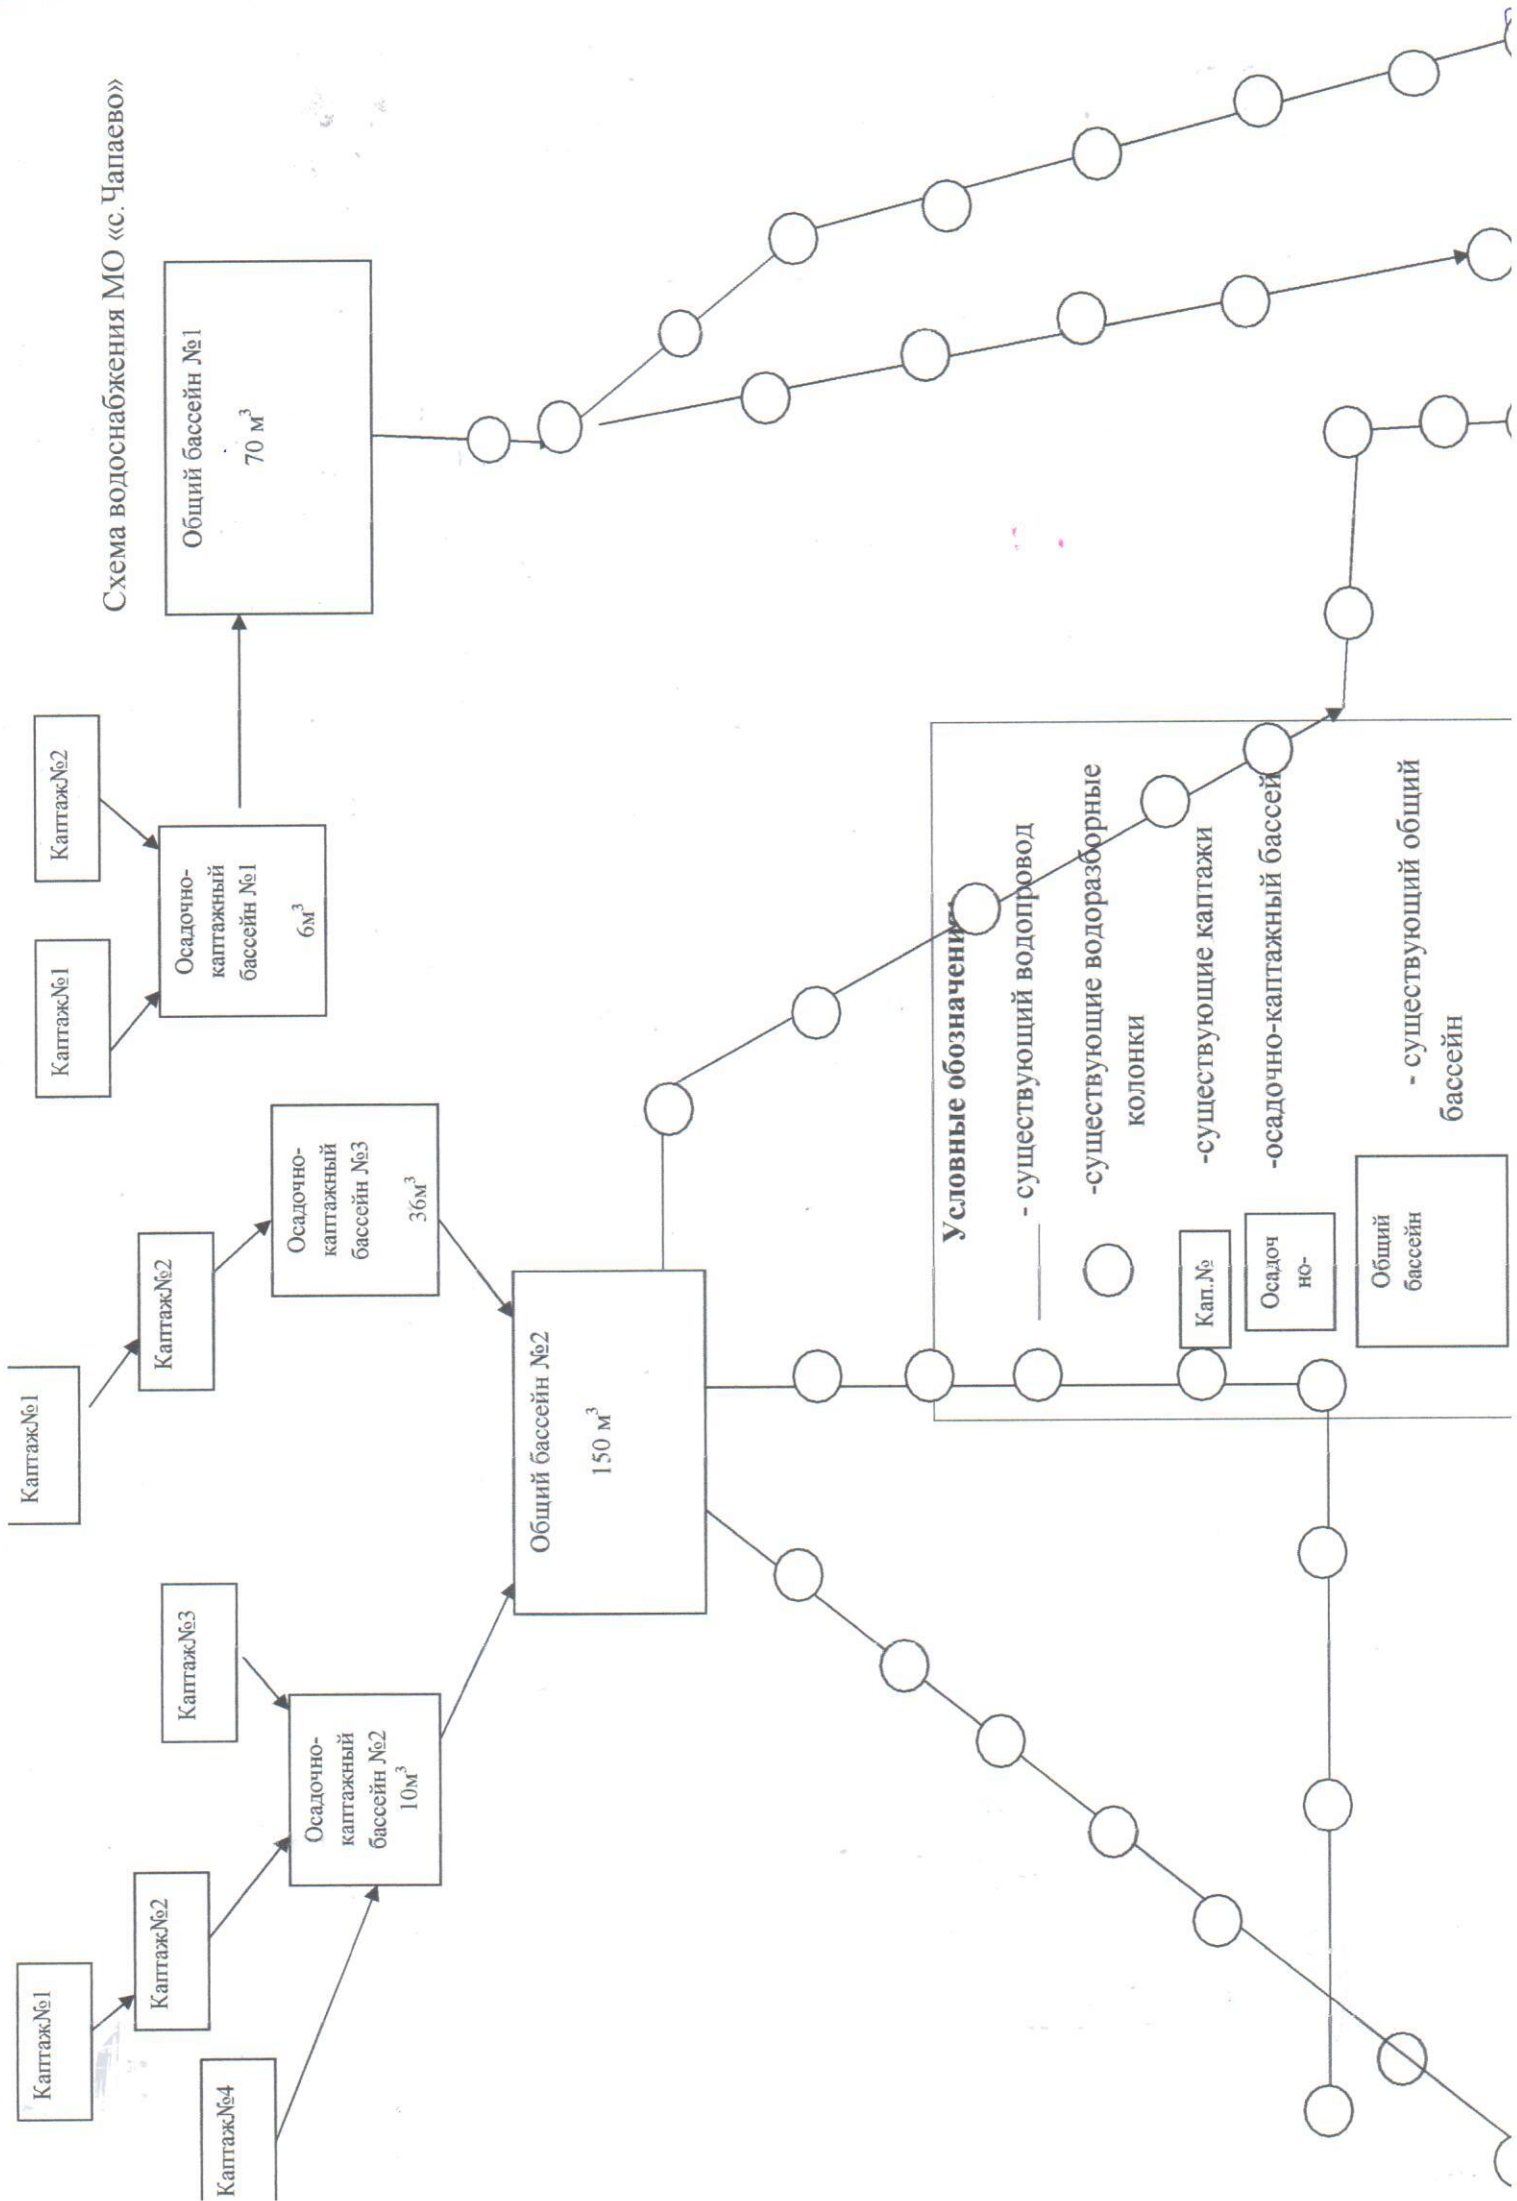 Схема водоснабжения МО «с.Чапаево»
Каптаж№4
Каптаж№1
Каптаж№2
Каптаж№3
Осадочно-
каптажный
бассейн №2
10м³
Каптаж№1
Каптаж№2
Осадочно-
каптажный
бассейн №3
36м³
Каптаж№1
Каптаж№2
Осадочно-
каптажный
бассейн №1
6м³
Общий бассейн №1
70 м³
Общий бассейн №2
150 м³
Условные обозначения
- существующий водопровод
-существующие водоразборные
колонки
Кап.№
-существующие каптажи
Осадоч
но-
-осадочно-каптажный бассей
Общий
бассейн
- существующий общий
бассейн